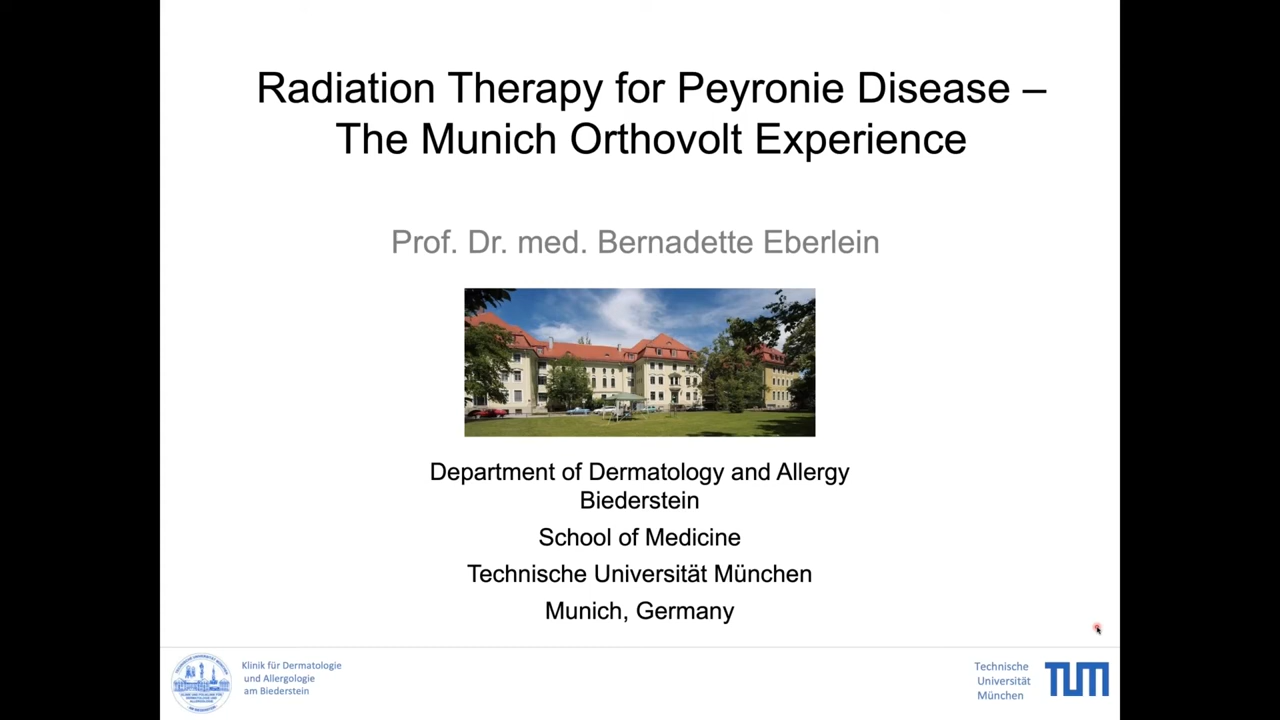 Radiation Therapy for Peyronie Disease –
The Munich Orthovolt Experience
Prof. Dr. med. Bernadette Eberlein
Department of Dermatology and Allergy
Biederstein
School of Medicine
Technische Universität München
Munich, Germany
Klinik für Dermatologie
und Allergologie
am Biederstein
Technische
Universität
München
TUM